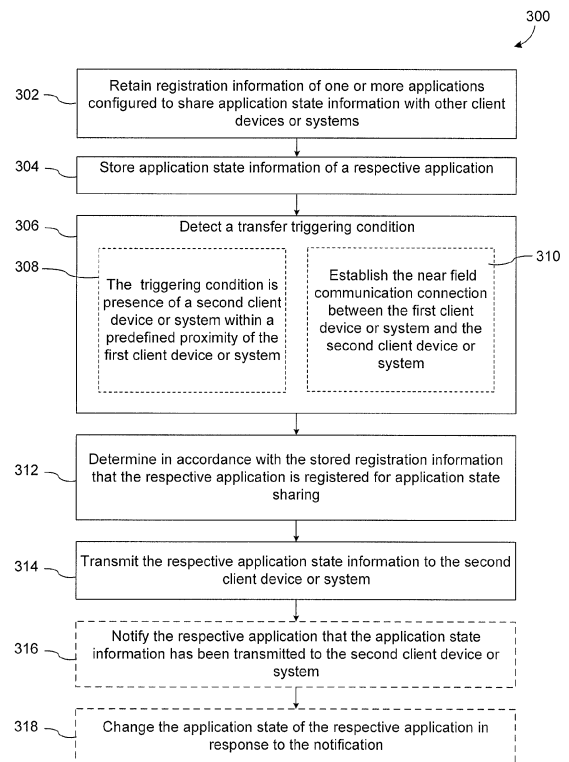 300
302
Retain registration information of one or more applications
configured to share application state information with other client
devices or systems
304
Store application state information of a respective application
306
Detect a transfer triggering condition
308
The triggering condition is
presence of a second client
device or system within a
predefined proximity of the
first client device or system
310
Establish the near field
communication connection
between the first client
device or system and the
second client device or
system
312
Determine in accordance with the stored registration information
that the respective application is registered for application state
sharing
314
Transmit the respective application state information to the second
client device or system
316
Notify the respective application that the application state
information has been transmitted to the second client device or
system
318
Change the application state of the respective application in
response to the notification